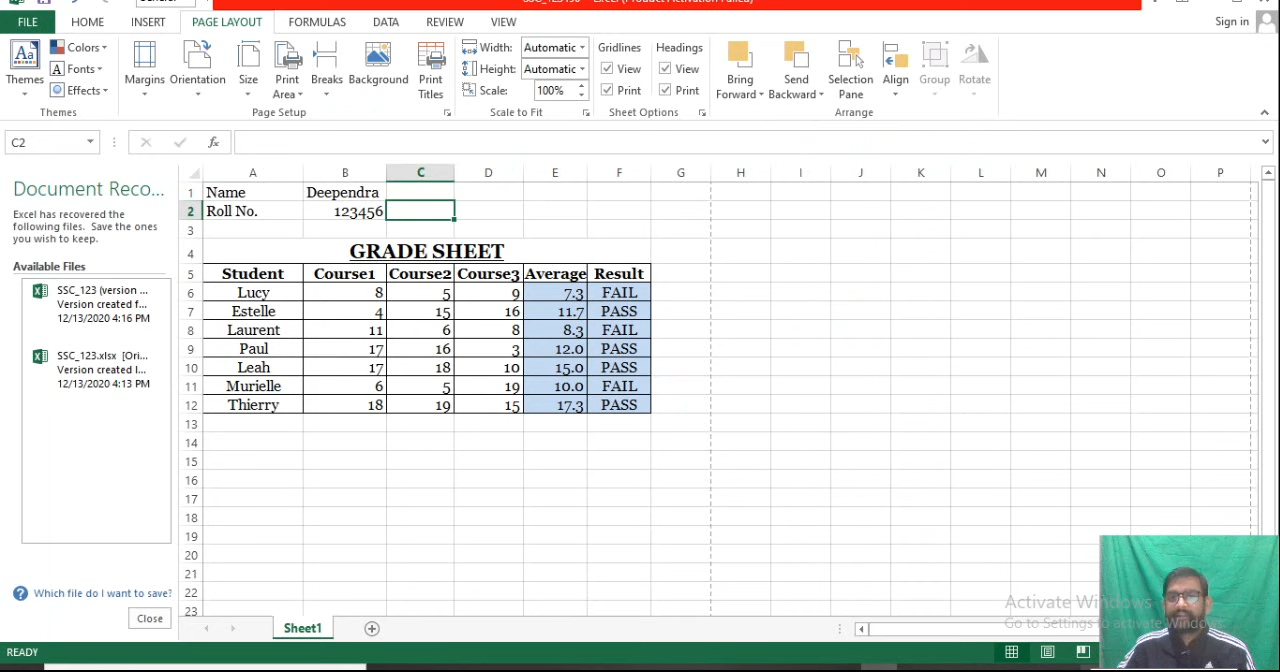 FILE HOME INSERT PAGE LAYOUT FORMULAS DATA REVIEW VIEW Sign in
Themes Colors Fonts Effects Margins Orientation Size Print Area Breaks Background Print Titles Width: Automatic Height: Automatic Scale: 100% Gridlines View Print Headings View Print Bring Forward Send Backward Selection Pane Align Group Rotate
Themes Page Setup Scale to Fit Sheet Options Arrange
C2 fx
A B C D E F G H I J K L M N O P
Document Reco...
Excel has recovered the
following files. Save the ones
you wish to keep.
Available Files
SSC_123 (version ...
Version created f...
12/13/2020 4:16 PM
SSC_123.xlsx [Ori...
Version created l...
12/13/2020 4:13 PM
Which file do I want to save?
Close
1 Name Deependra
2 Roll No. 123456
3
4 GRADE SHEET
5 Student Course1 Course2 Course3 Average Result
6 Lucy 8 5 9 7.3 FAIL
7 Estelle 4 15 16 11.7 PASS
8 Laurent 11 6 8 8.3 FAIL
9 Paul 17 16 3 12.0 PASS
10 Leah 17 18 10 15.0 PASS
11 Murielle 6 5 19 10.0 FAIL
12 Thierry 18 19 15 17.3 PASS
13
14
15
16
17
18
19
20
21
22
23
Activate Windows
Go to Settings to activate Windows.
Sheet1
READY